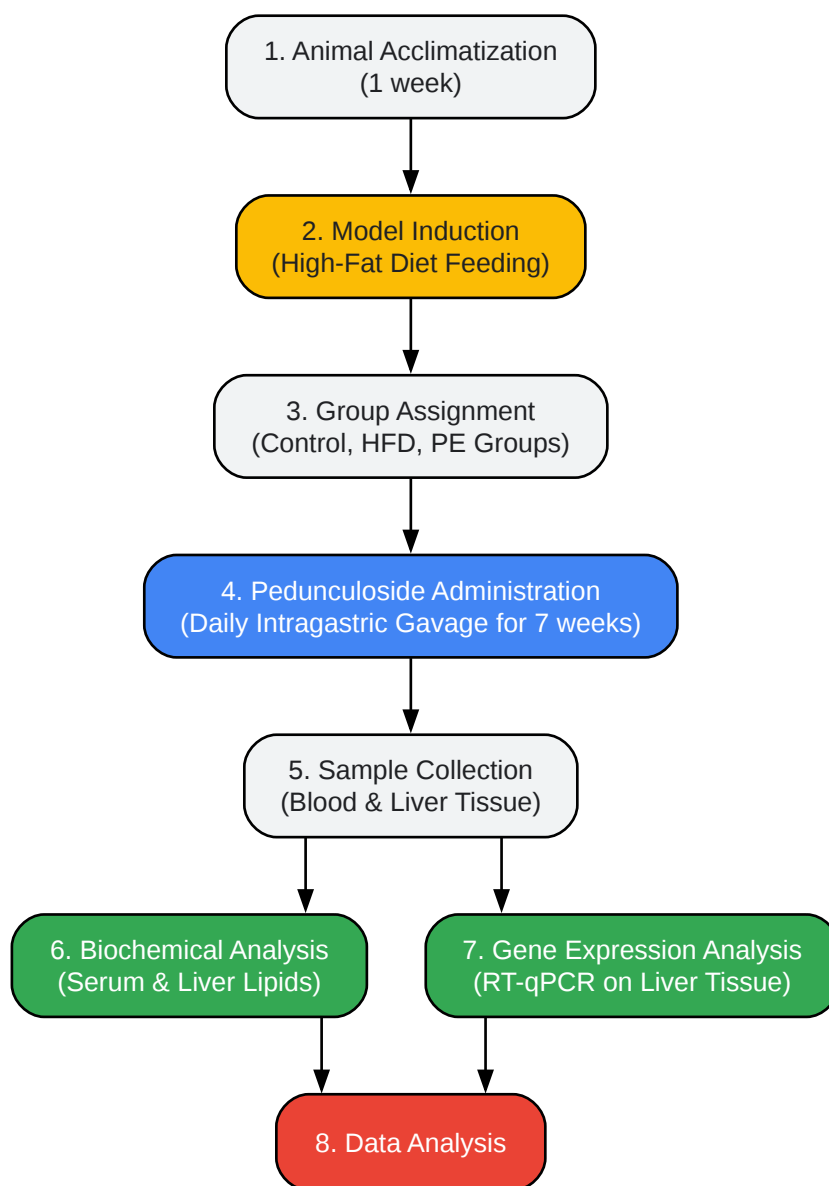 1. Animal Acclimatization
(1 week)
2. Model Induction
(High-Fat Diet Feeding)
3. Group Assignment
(Control, HFD, PE Groups)
4. Pedunculoside Administration
(Daily Intragastric Gavage for 7 weeks)
5. Sample Collection
(Blood & Liver Tissue)
6. Biochemical Analysis
(Serum & Liver Lipids)
7. Gene Expression Analysis
(RT-qPCR on Liver Tissue)
8. Data Analysis